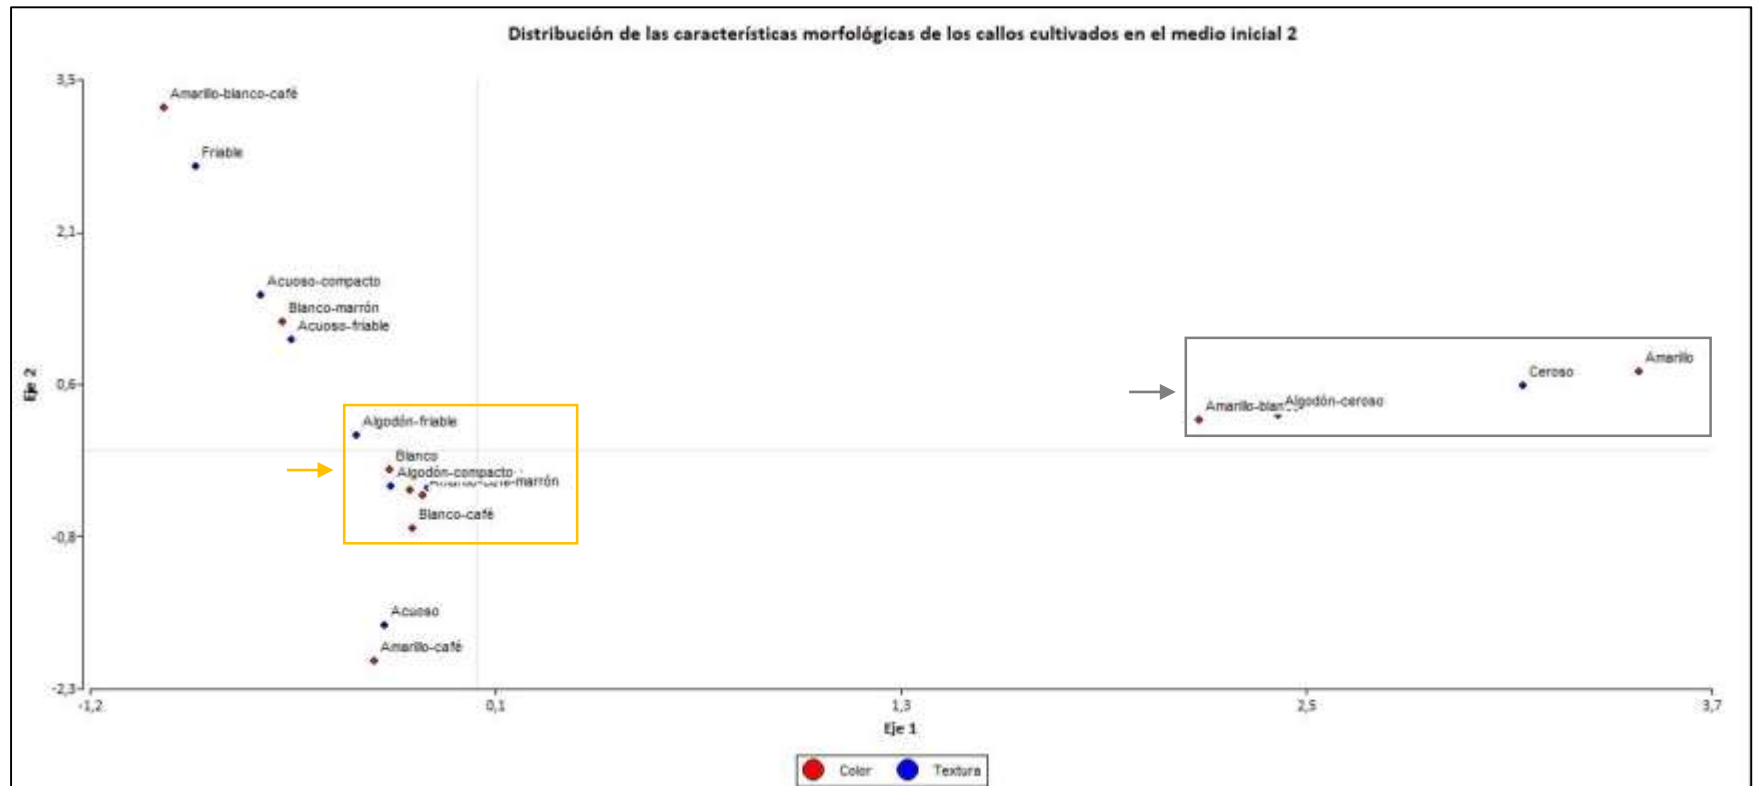 Distribución de las características morfológicas de los callos cultivados en el medio inicial 2
3,5
Amarillo-blanco-café
Friable
2,1
Acuoso-compacto
Blanco-marrón
Acuoso-friable
Amarillo
Ceroso
Eje 2
0,6
Algodón-ceroso
Algodón-friable
Blanco
Algodón-compacto
Blanco-café
-0,8
Acuoso
Amarillo-café
-2,3
-1,2 0,1 1,3 2,5 3,7
Eje 1
Color Textura